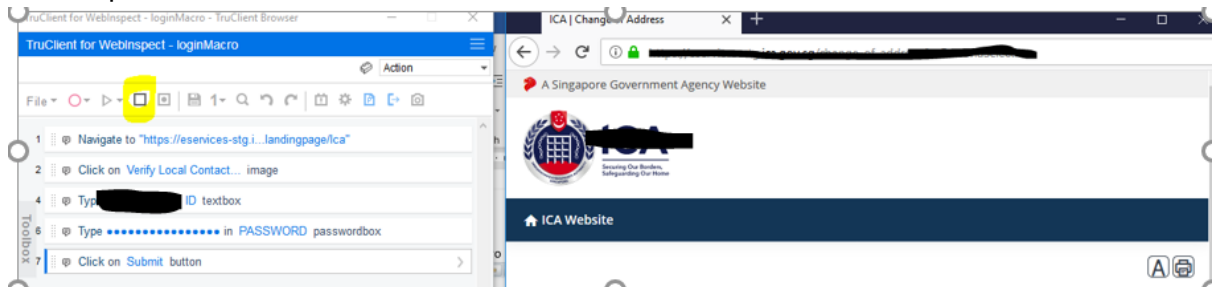 TruClient for WebInspect - loginMacro - TruClient Browser
TruClient for WebInspect - loginMacro
Action
File
1
1 Navigate to "https://eservices-stg.i...landingpage/Ica"
2 Click on Verify Local Contact... image
4 ID textbox
6 Type •••••••••••••••• in PASSWORD passwordbox
7 Click on Submit button
Toolbox
ICA | Change of Address
A Singapore Government Agency Website
Securing Our Borders,
Safeguarding Our Home
ICA Website
A